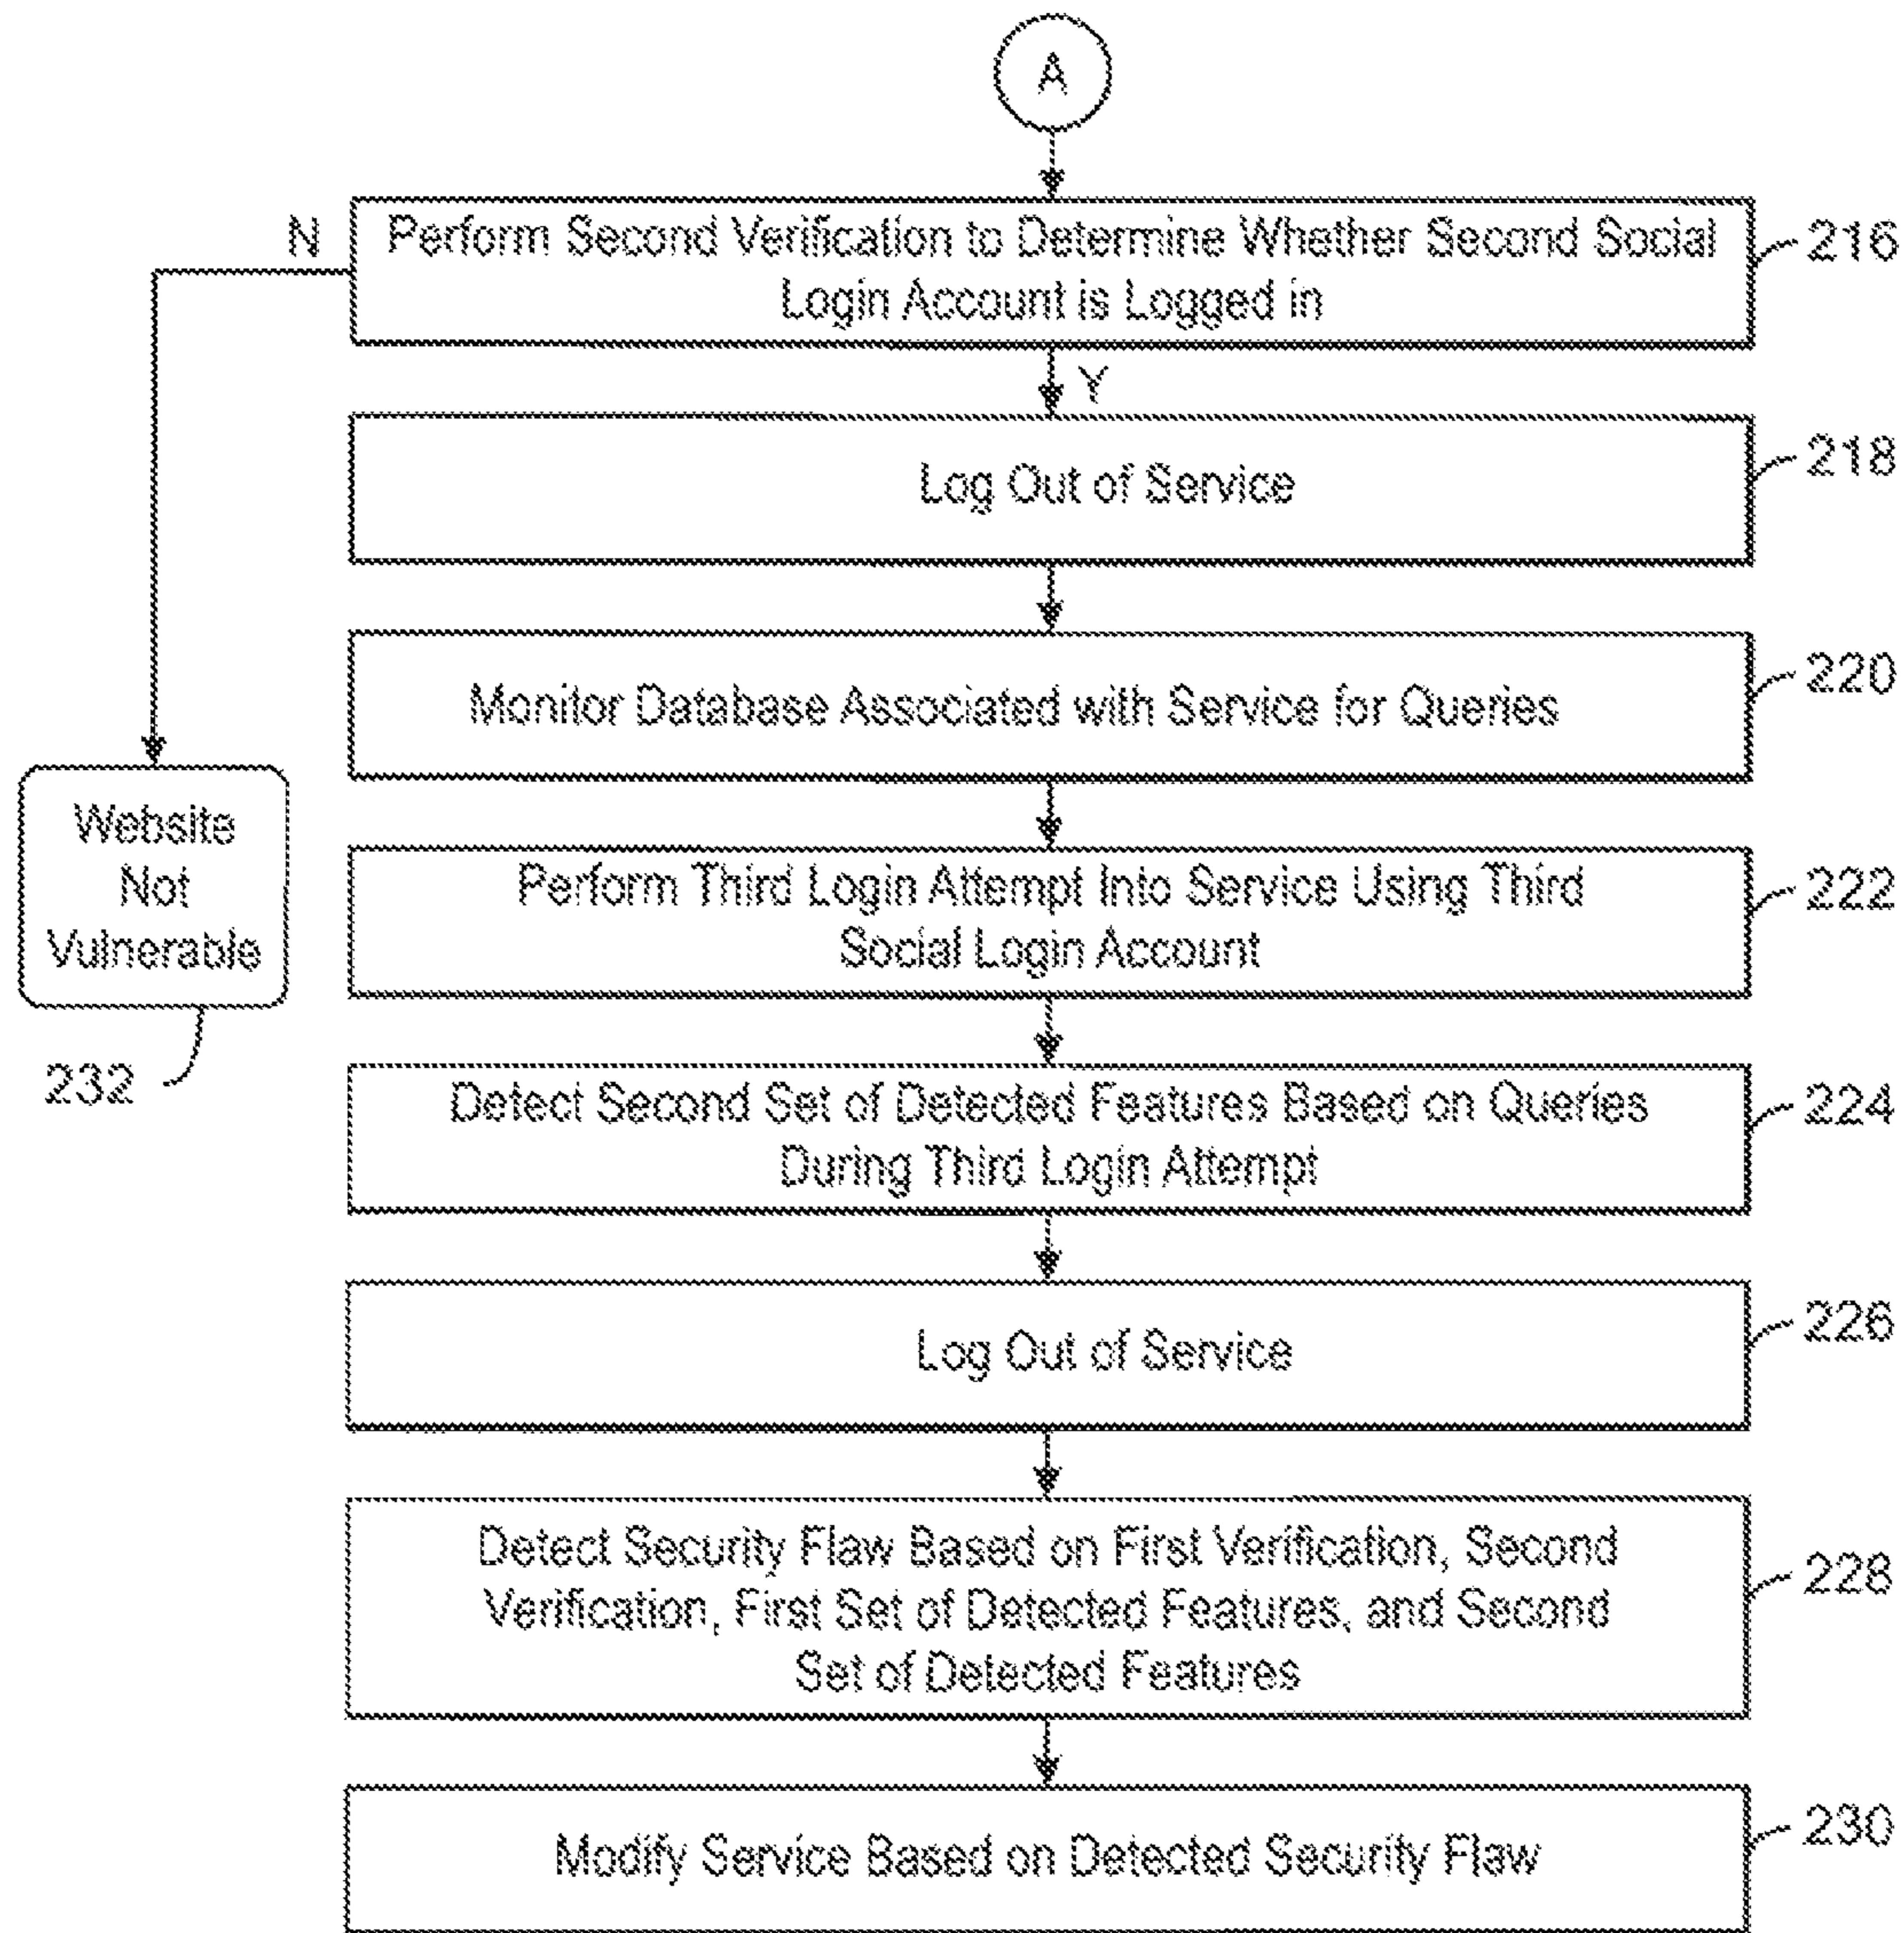 A
N
Perform Second Verification to Determine Whether Second Social
Login Account is Logged in
216
Y
Log Out of Service
218
Monitor Database Associated with Service for Queries
220
Website
Not
Vulnerable
232
Perform Third Login Attempt Into Service Using Third
Social Login Account
222
Detect Second Set of Detected Features Based on Queries
During Third Login Attempt
224
Log Out of Service
226
Detect Security Flaw Based on First Verification, Second
Verification, First Set of Detected Features, and Second
Set of Detected Features
228
Modify Service Based on Detected Security Flaw
230